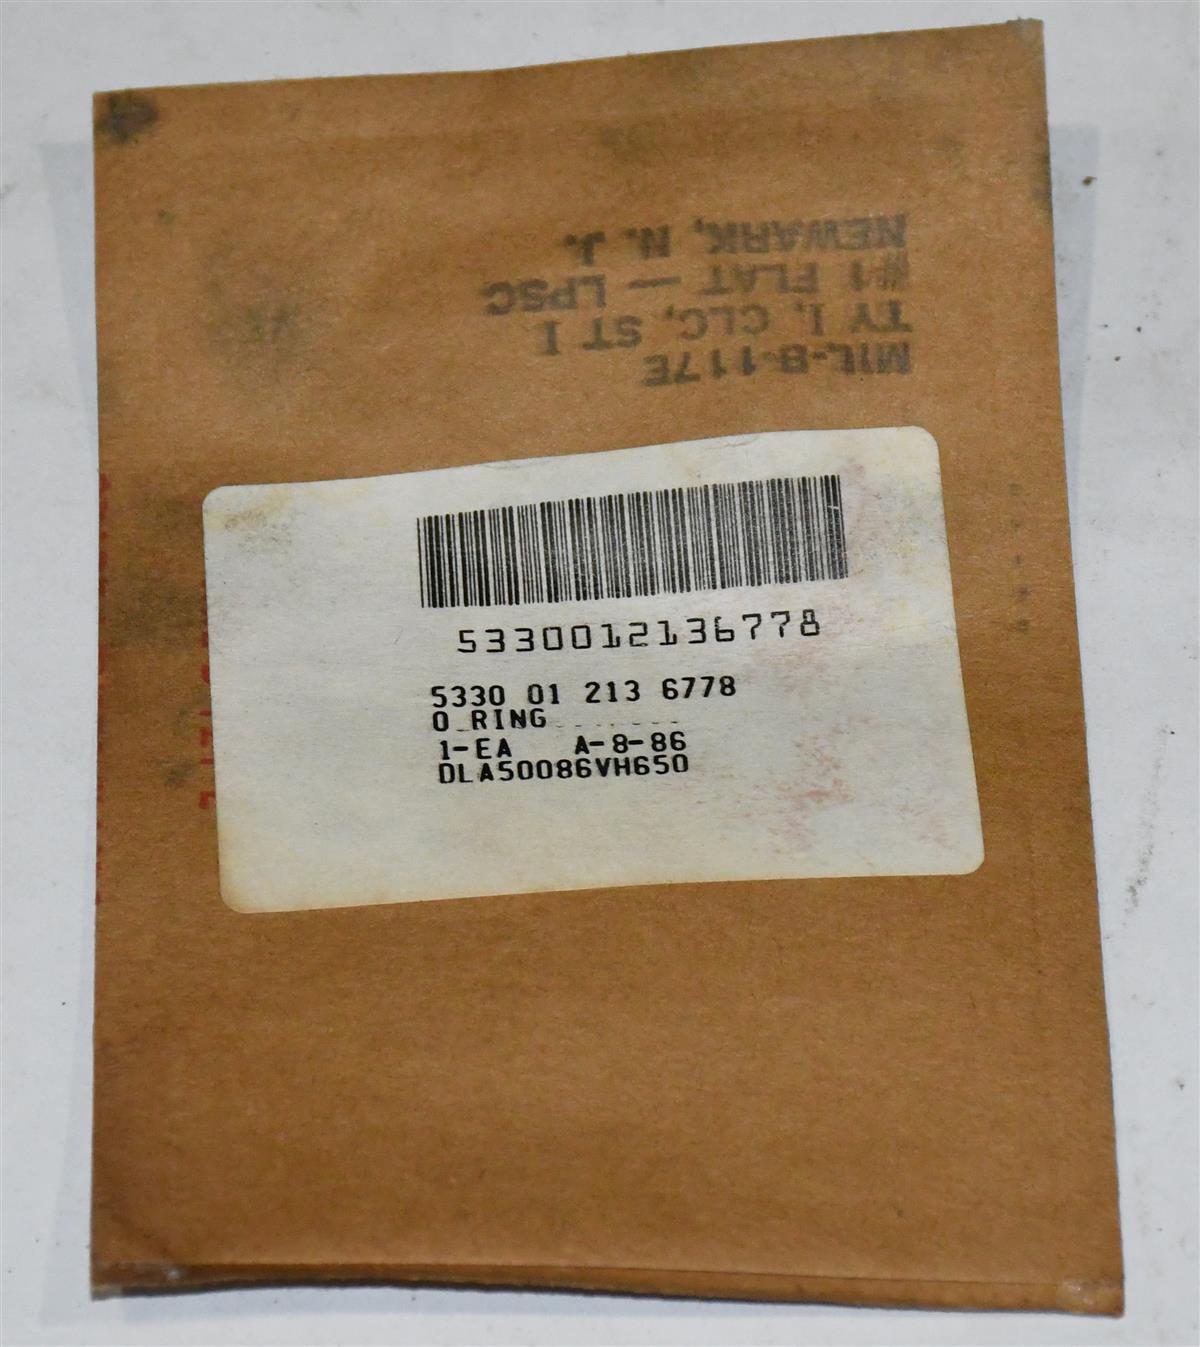 MIL-B-117E
TY I, CLC, ST I
#1 FLAT — LPSC
NEWARK, N. J.
5330012136778
5330 01 213 6778
O RING
1-EA A-8-86
DLA50086VH650